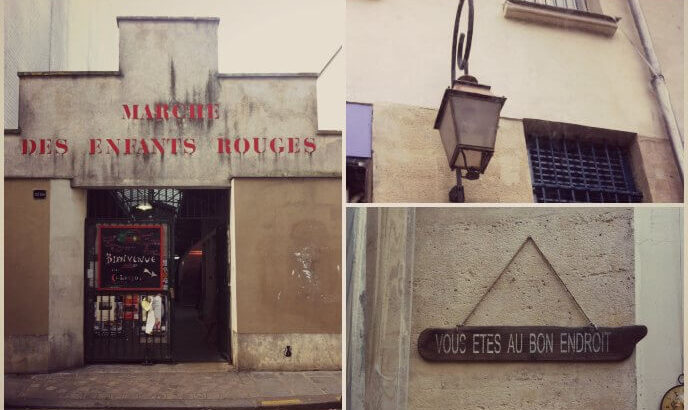 MARCHE
DES ENFANTS ROUGES
BIENVENUE
VOUS ETES AU BON ENDROIT